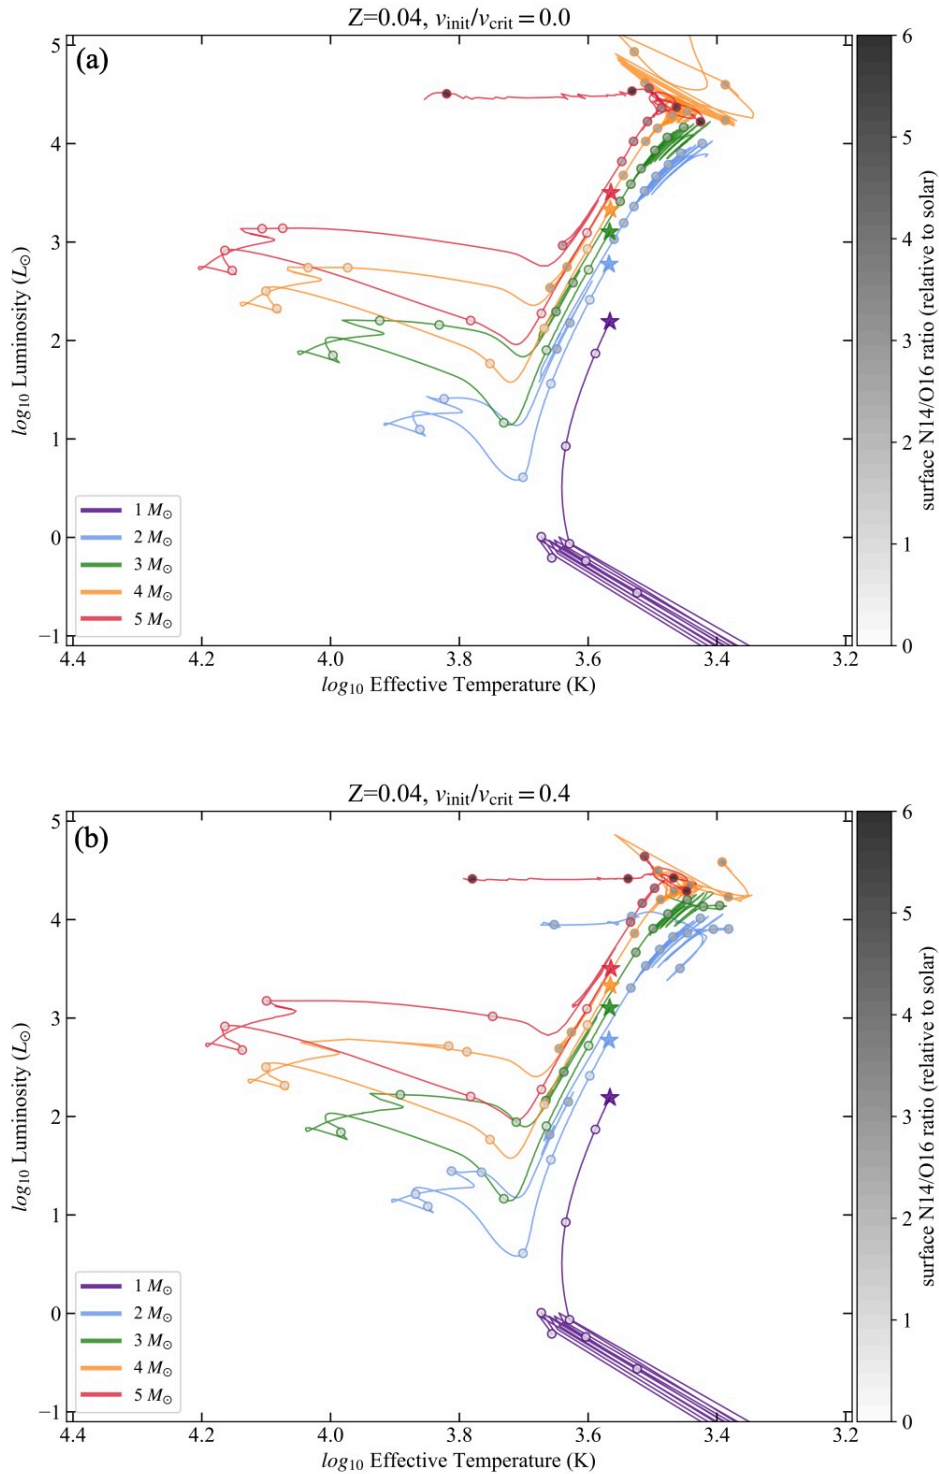 Z=0.04, v_init/v_crit = 0.0
(a)
5
4
3
2
1
0
−1
log₁₀ Luminosity (L⊙)
1 M⊙
2 M⊙
3 M⊙
4 M⊙
5 M⊙
4.4 4.2 4.0 3.8 3.6 3.4 3.2
log₁₀ Effective Temperature (K)
6
5
4
3
2
1
0
surface N14/O16 ratio (relative to solar)
Z=0.04, v_init/v_crit = 0.4
(b)
5
4
3
2
1
0
−1
log₁₀ Luminosity (L⊙)
1 M⊙
2 M⊙
3 M⊙
4 M⊙
5 M⊙
4.4 4.2 4.0 3.8 3.6 3.4 3.2
log₁₀ Effective Temperature (K)
6
5
4
3
2
1
0
surface N14/O16 ratio (relative to solar)